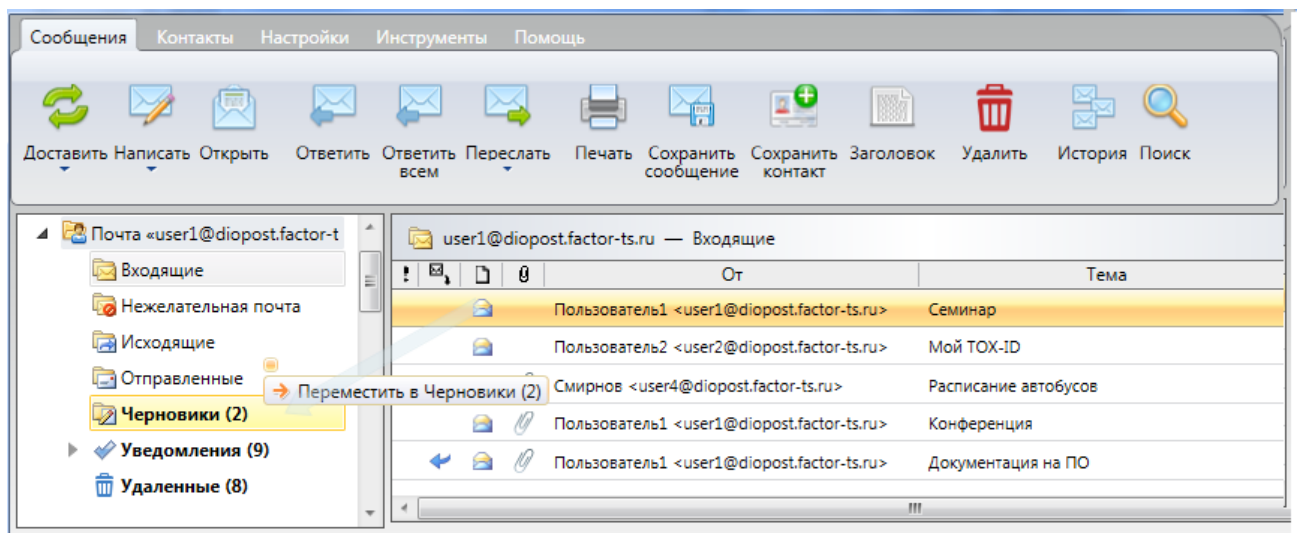 Сообщения Контакты Настройки Инструменты Помощь
Доставить Написать Открыть Ответить Ответить всем Переслать Печать Сохранить сообщение Сохранить контакт Заголовок Удалить История Поиск
Почта «user1@diopost.factor-t
Входящие
Нежелательная почта
Исходящие
Отправленные
Переместить в Черновики (2)
Черновики (2)
Уведомления (9)
Удаленные (8)
user1@diopost.factor-ts.ru — Входящие
! От Тема
Пользователь1 <user1@diopost.factor-ts.ru> Семинар
Пользователь2 <user2@diopost.factor-ts.ru> Мой TOX-ID
Смирнов <user4@diopost.factor-ts.ru> Расписание автобусов
Пользователь1 <user1@diopost.factor-ts.ru> Конференция
Пользователь1 <user1@diopost.factor-ts.ru> Документация на ПО